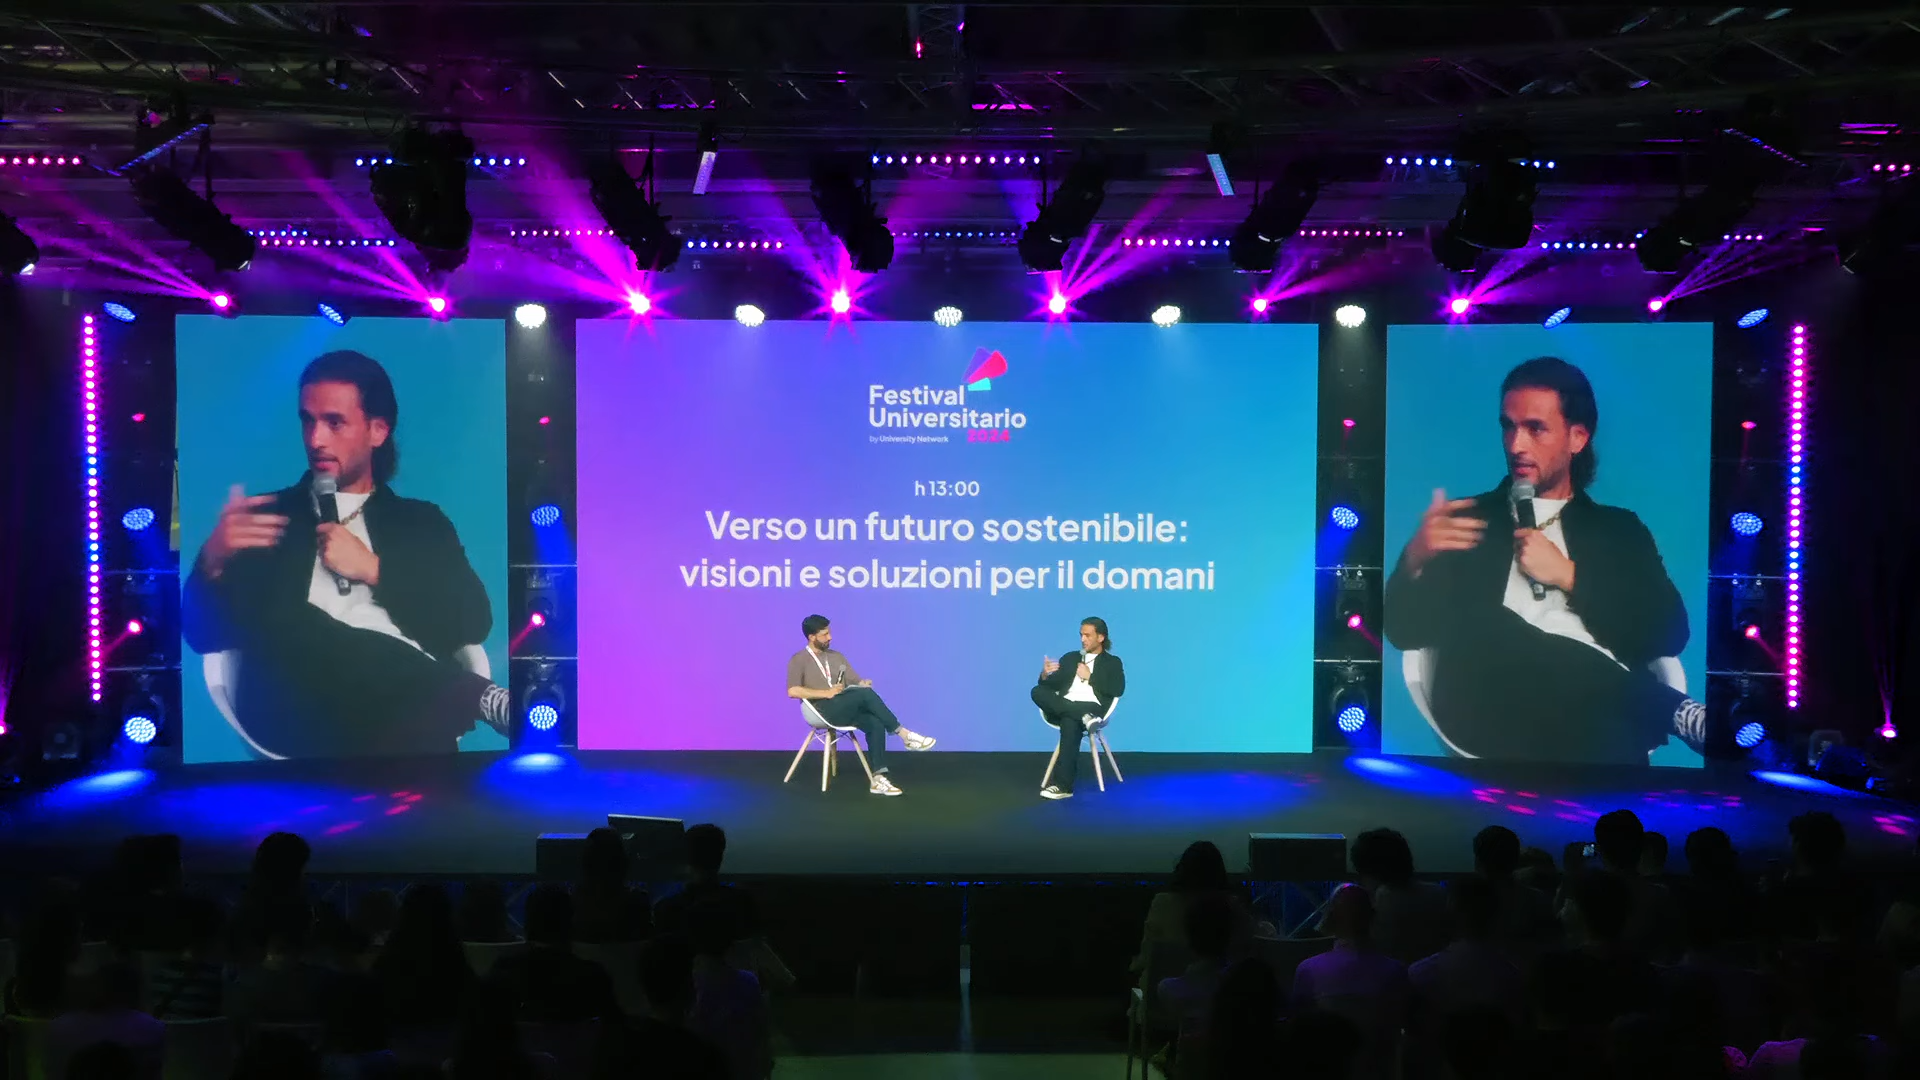 Festival
Universitario
by University Network 2024
h 13:00
Verso un futuro sostenibile:
visioni e soluzioni per il domani